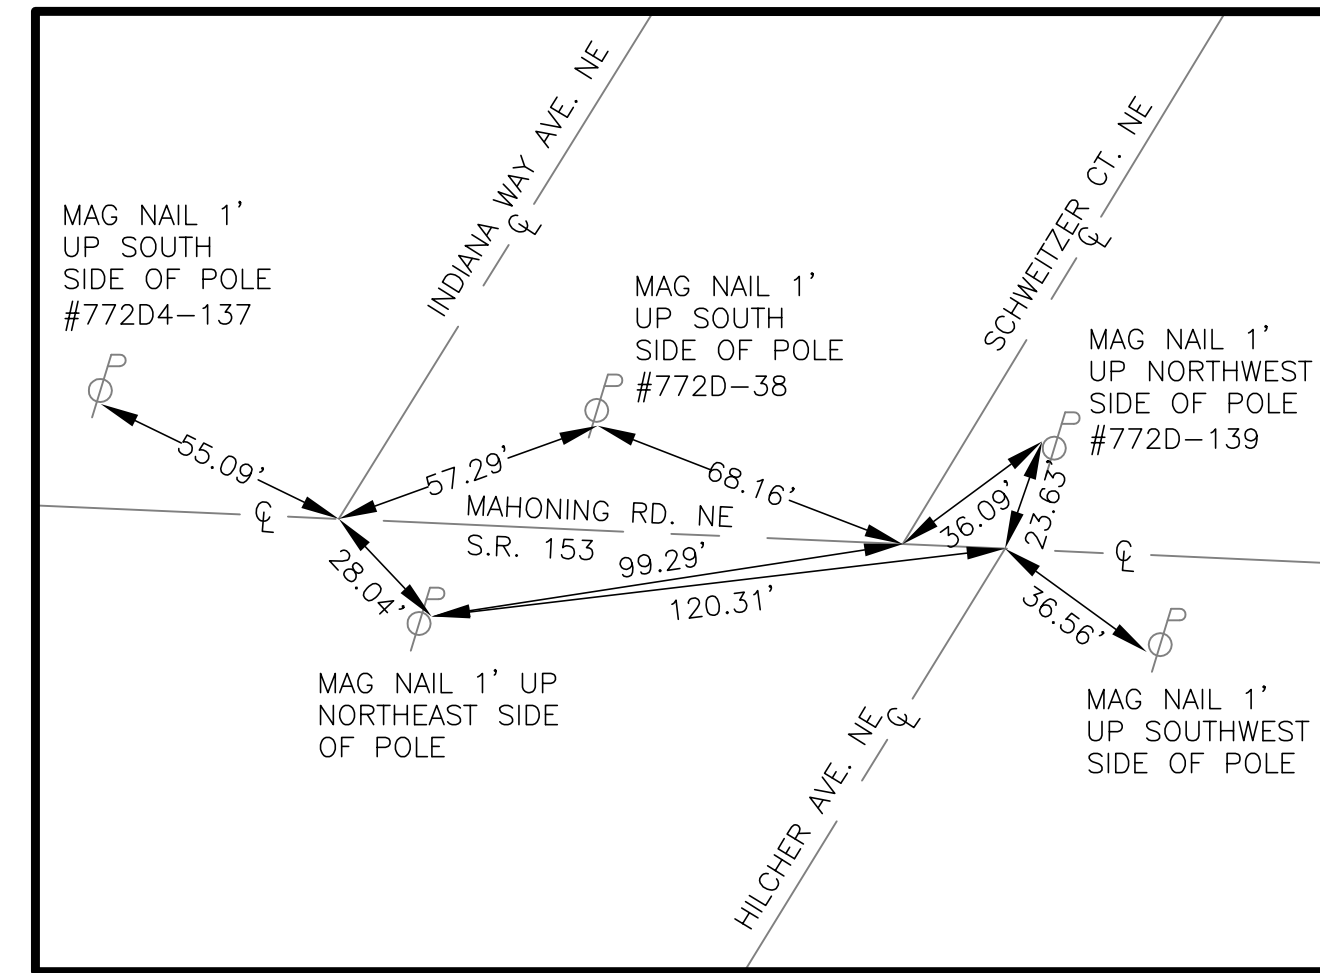 INDIANA WAY AVE. NE
℄
SCHWEITZER CT. NE
℄
MAG NAIL 1'
UP SOUTH
SIDE OF POLE
#772D4-137
MAG NAIL 1'
UP SOUTH
SIDE OF POLE
#772D-38
MAG NAIL 1'
UP NORTHWEST
SIDE OF POLE
#772D-139
55.09'
57.29'
68.16'
36.09'
23.63'
℄
MAHONING RD. NE
S.R. 153
℄
28.04'
99.29'
120.31'
36.56'
MAG NAIL 1' UP
NORTHEAST SIDE
OF POLE
HILCHER AVE. NE
℄
MAG NAIL 1'
UP SOUTHWEST
SIDE OF POLE